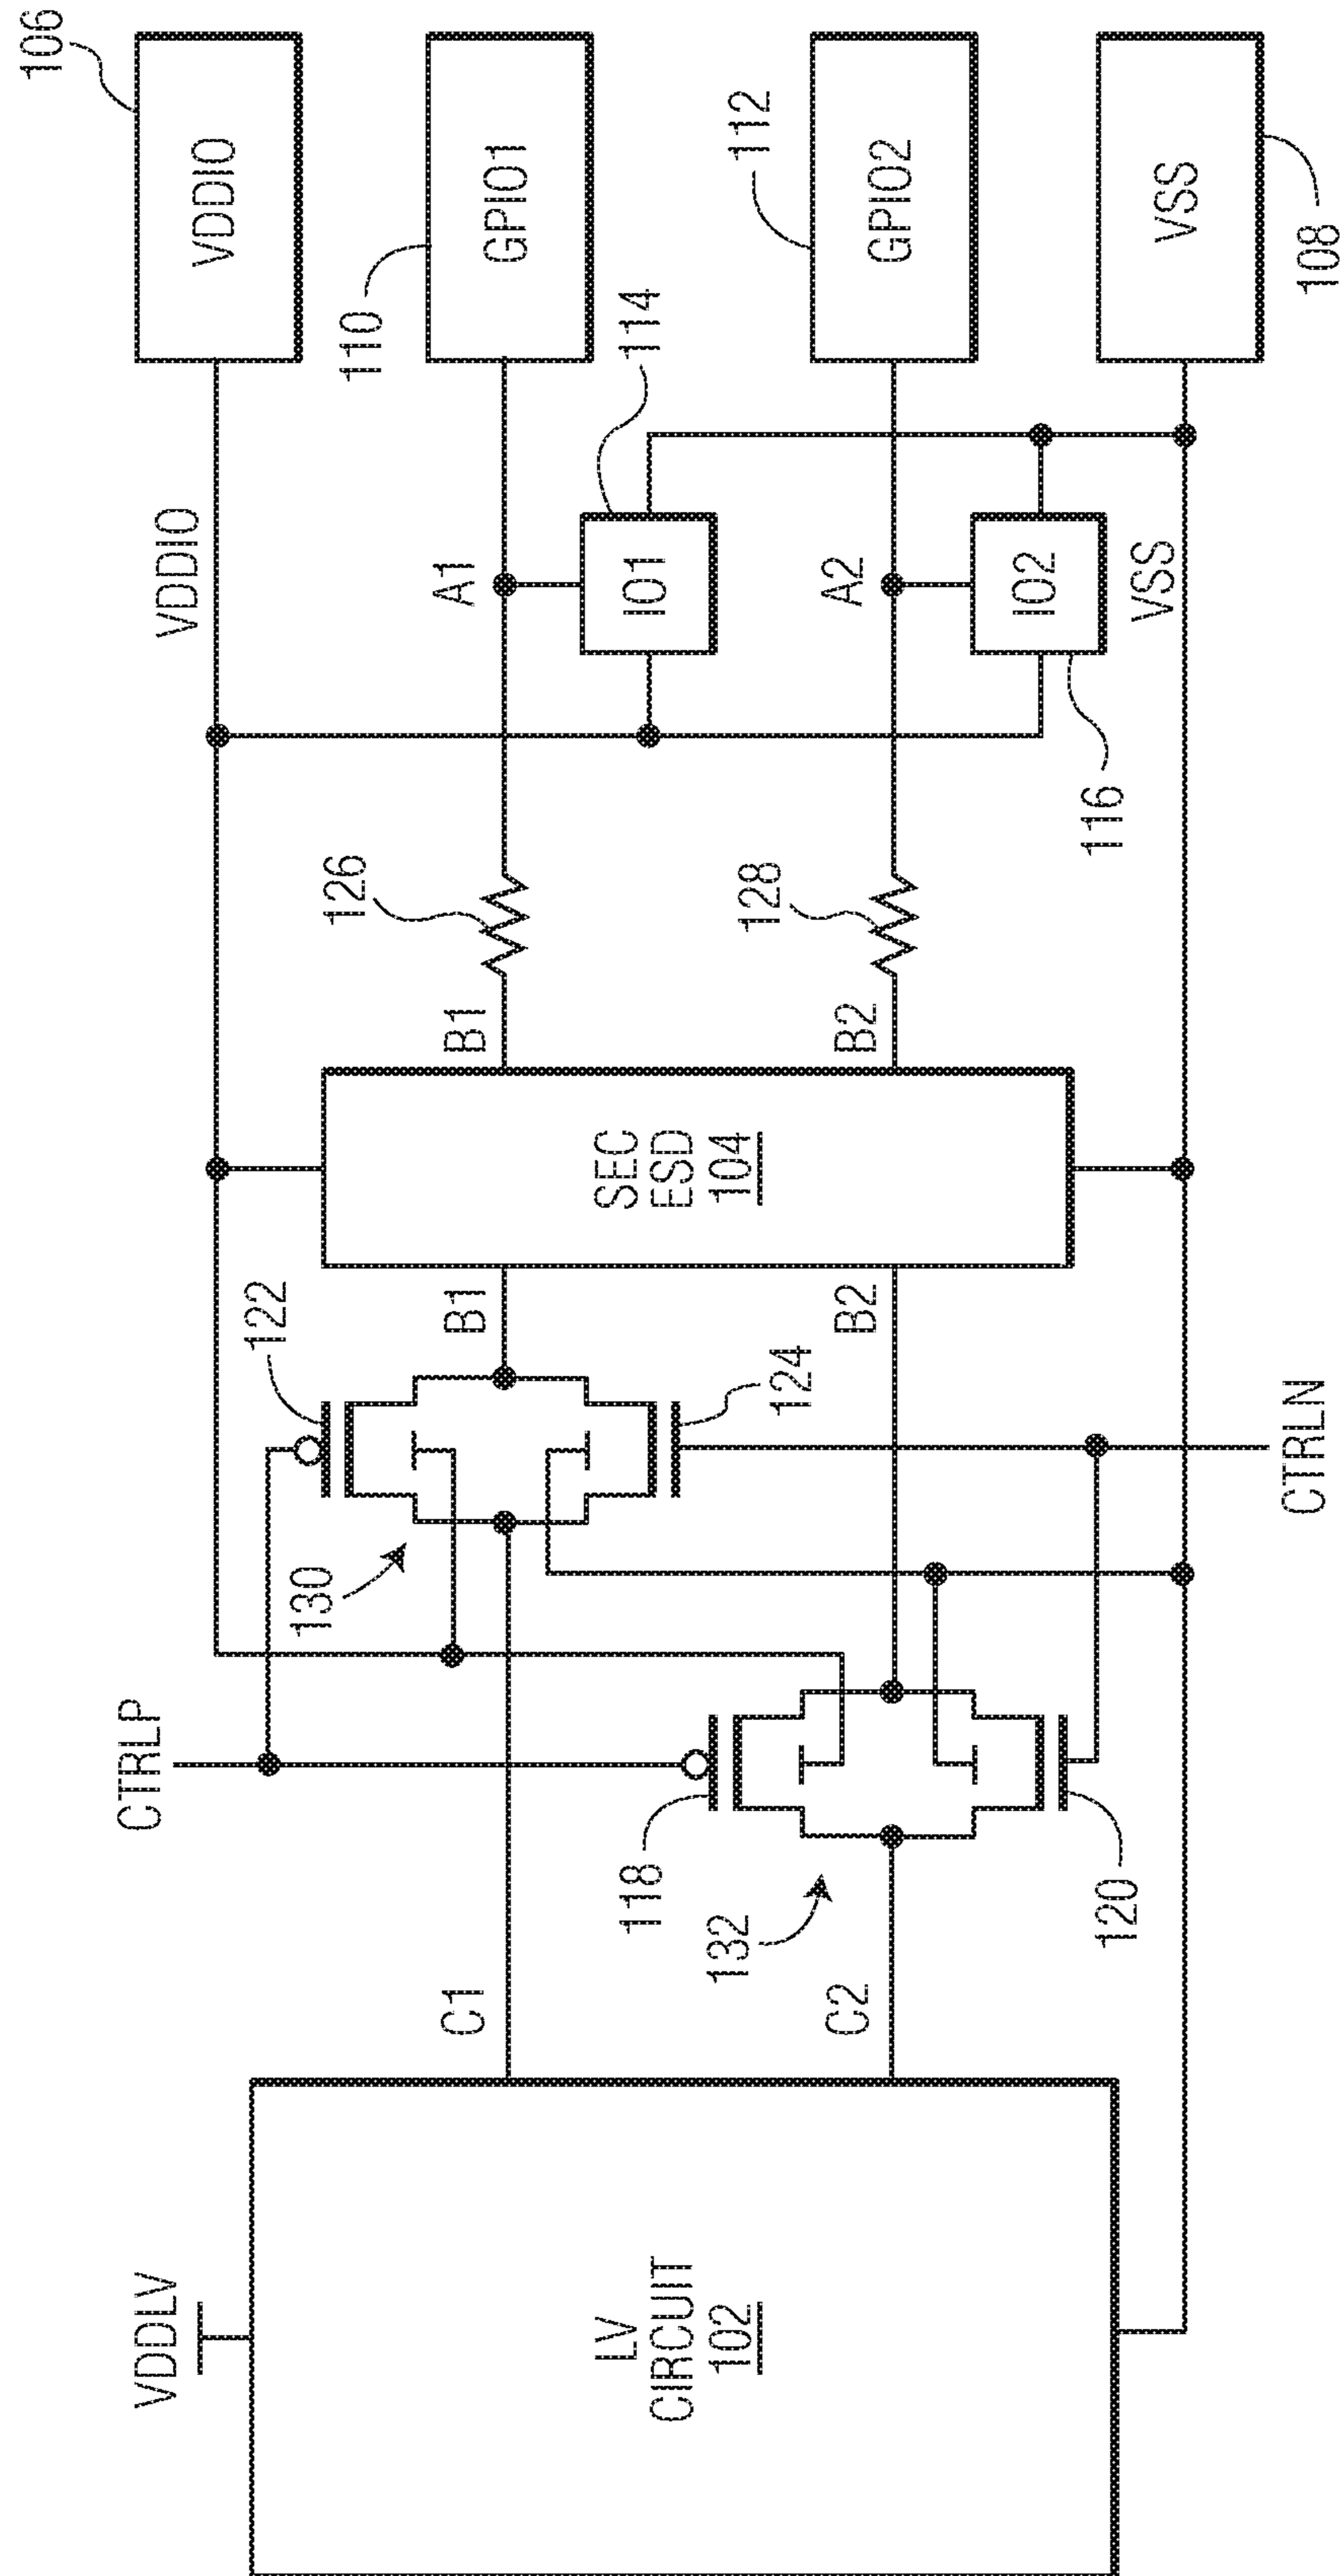 VDDLV
LV
CIRCUIT
102
C1
C2
CTRLP
118
132
120
130
122
124
CTRLN
B1
B2
SEC
ESD
104
B1
B2
126
128
VDDIO
A1
A2
IO1
114
IO2
116
VSS
VDDIO
106
GPIO1
110
GPIO2
112
VSS
108